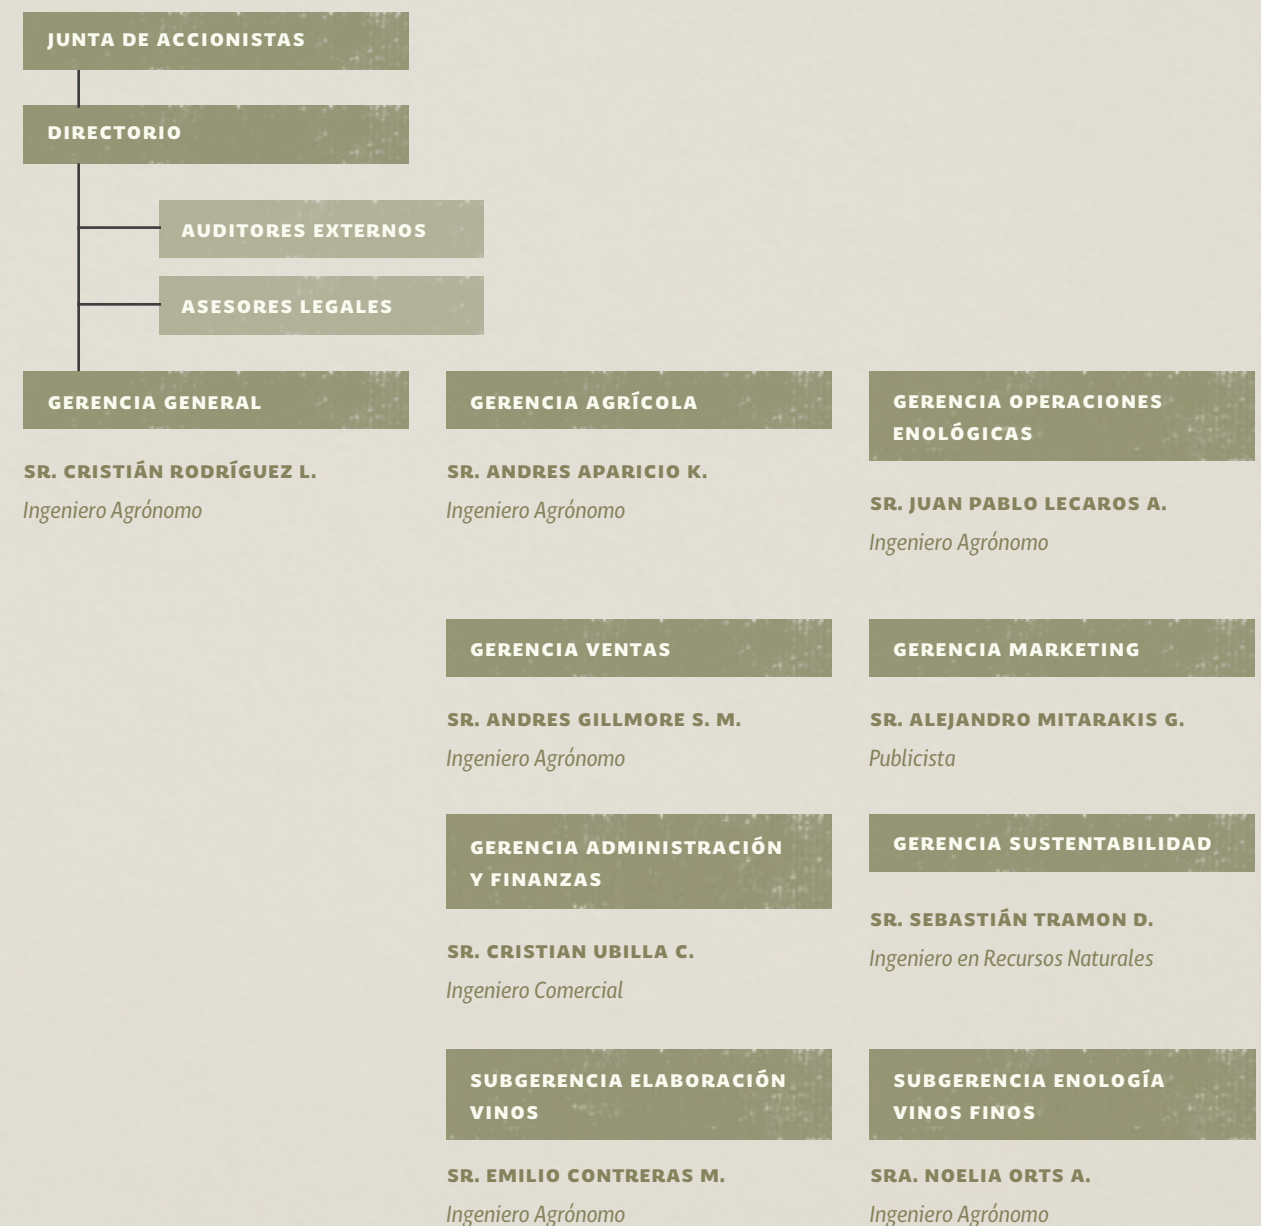 JUNTA DE ACCIONISTAS
DIRECTORIO
AUDITORES EXTERNOS
ASESORES LEGALES
GERENCIA GENERAL
SR. CRISTIÁN RODRÍGUEZ L.
Ingeniero Agrónomo
GERENCIA AGRÍCOLA
SR. ANDRES APARICIO K.
Ingeniero Agrónomo
GERENCIA OPERACIONES
ENOLÓGICAS
SR. JUAN PABLO LECAROS A.
Ingeniero Agrónomo
GERENCIA VENTAS
SR. ANDRES GILLMORE S. M.
Ingeniero Agrónomo
GERENCIA MARKETING
SR. ALEJANDRO MITARAKIS G.
Publicista
GERENCIA ADMINISTRACIÓN
Y FINANZAS
SR. CRISTIAN UBILLA C.
Ingeniero Comercial
GERENCIA SUSTENTABILIDAD
SR. SEBASTIÁN TRAMON D.
Ingeniero en Recursos Naturales
SUBGERENCIA ELABORACIÓN
VINOS
SR. EMILIO CONTRERAS M.
Ingeniero Agrónomo
SUBGERENCIA ENOLOGÍA
VINOS FINOS
SRA. NOELIA ORTS A.
Ingeniero Agrónomo